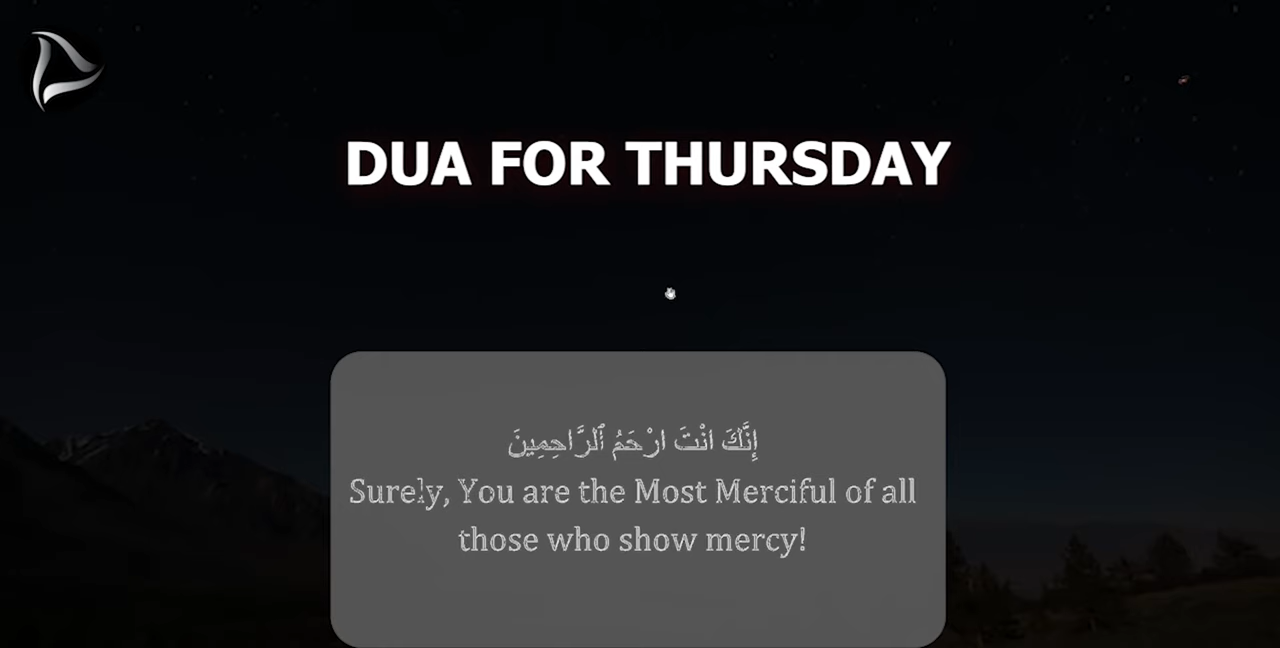 DUA FOR THURSDAY
إِنَّكَ انْتَ ارْحَمُ ٱلرَّاحِمِينَ
Surely, You are the Most Merciful of all
those who show mercy!